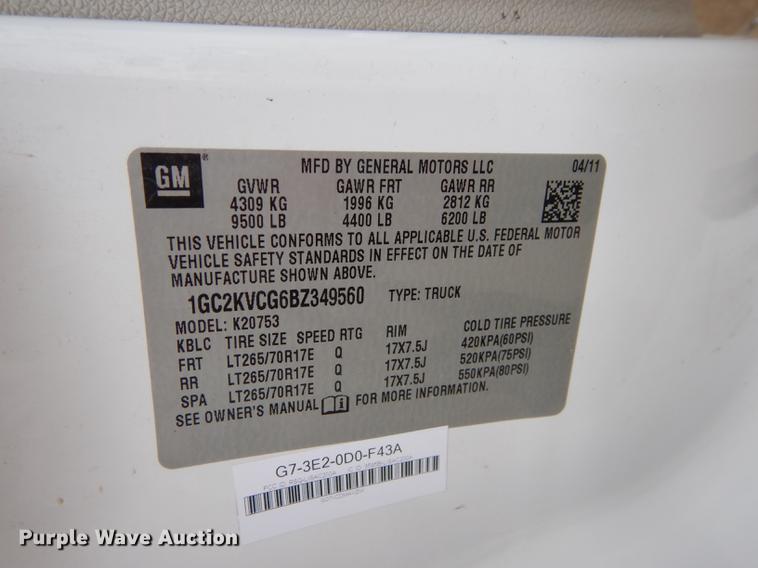 GM®
MFD BY GENERAL MOTORS LLC 04/11
GVWR GAWR FRT GAWR RR
4309 KG 1996 KG 2812 KG
9500 LB 4400 LB 6200 LB
THIS VEHICLE CONFORMS TO ALL APPLICABLE U.S. FEDERAL MOTOR
VEHICLE SAFETY STANDARDS IN EFFECT ON THE DATE OF
MANUFACTURE SHOWN ABOVE.
1GC2KVCG6BZ349560 TYPE: TRUCK
MODEL: K20753
KBLC TIRE SIZE SPEED RTG RIM COLD TIRE PRESSURE
FRT LT265/70R17E Q 17X7.5J 420KPA(60PSI)
RR LT265/70R17E Q 17X7.5J 520KPA(75PSI)
SPA LT265/70R17E Q 17X7.5J 550KPA(80PSI)
SEE OWNER'S MANUAL FOR MORE INFORMATION.
G7-3E2-0D0-F43A
Purple Wave Auction